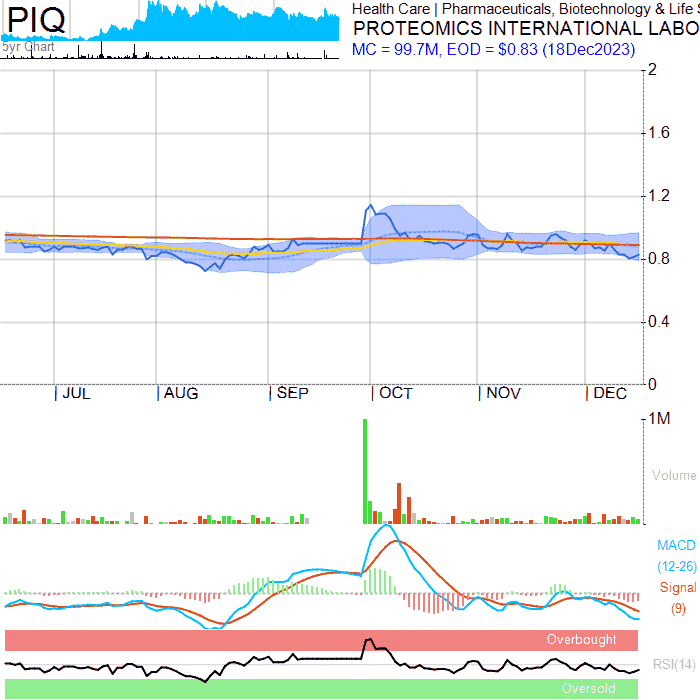 PIQ
5yr Chart
Health Care | Pharmaceuticals, Biotechnology & Life S
PROTEOMICS INTERNATIONAL LABO
MC = 99.7M, EOD = $0.83 (18Dec2023)
2
1.6
1.2
0.8
0.4
0
JUL AUG SEP OCT NOV DEC
1M
Volume
MACD
(12-26)
Signal
(9)
Overbought
RSI(14)
Oversold